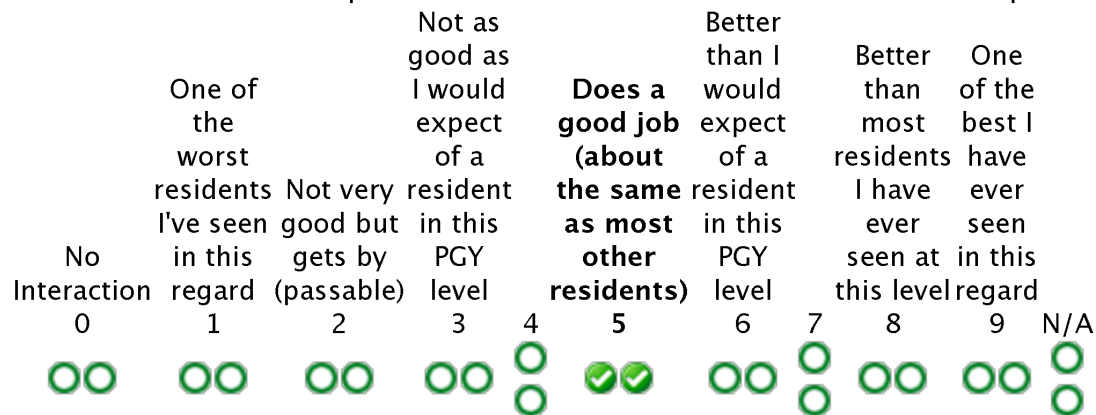 No
Interaction
0
One of
the
worst
residents
I've seen
in this
regard
1
Not very
good but
gets by
(passable)
2
Not as
good as
I would
expect
of a
resident
in this
PGY
level
3
4
Does a
good job
(about
the same
as most
other
residents)
5
Better
than I
would
expect
of a
resident
in this
PGY
level
6
7
Better
than
most
residents
I have
ever
seen at
this level
8
One
of the
best I
have
ever
seen
in this
regard
9
N/A